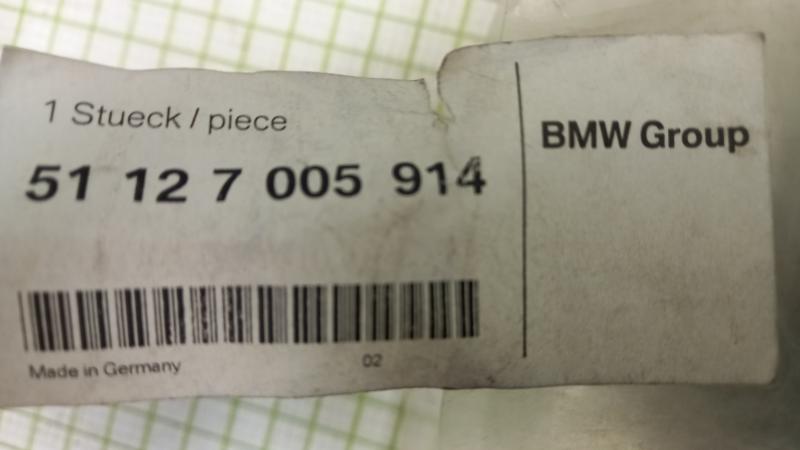 1 Stueck / piece
BMW Group
51 12 7 005 914
Made in Germany
02